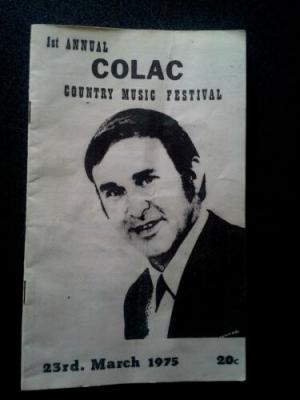 1st ANNUAL
COLAC
COUNTRY MUSIC FESTIVAL
23rd. March 1975 20c